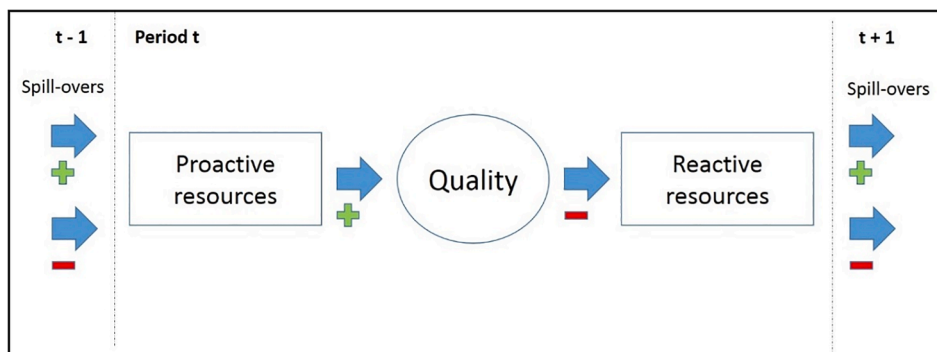 t - 1
Period t
t + 1
Spill-overs
Spill-overs
Proactive
resources
Quality
Reactive
resources